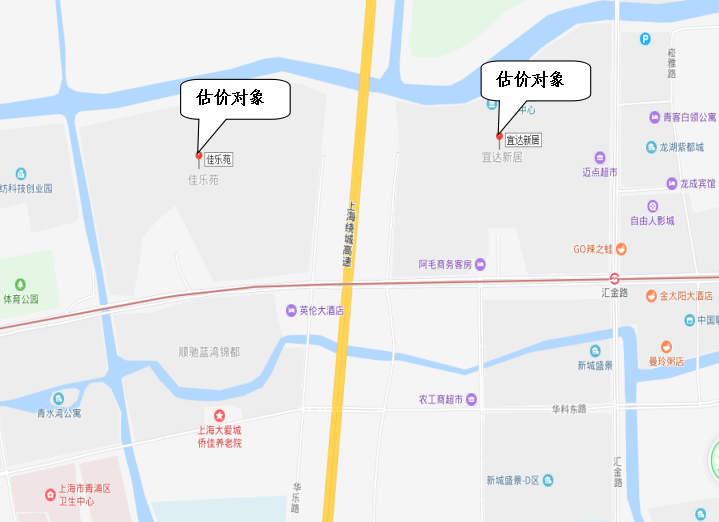 估价对象
估价对象
P
崧雅路
中心
青客白领公寓
佳乐苑
宜达新居
龙湖紫都城
佳乐苑
宜达新居
迈点超市
纺科技创业园
龙成宾馆
自由人影城
上海绕城高速
GO辣之蛙
阿毛商务客房
汇金路
体育公园
金太阳大酒店
英伦大酒店
中国联
顺驰蓝湾锦都
新城盛景
曼玲粥店
农工商超市
华科东路
青水湾公寓
上海大爱城
侨佳养老院
汇金路
新城盛景-D区
上海市青浦区
卫生中心
华乐路